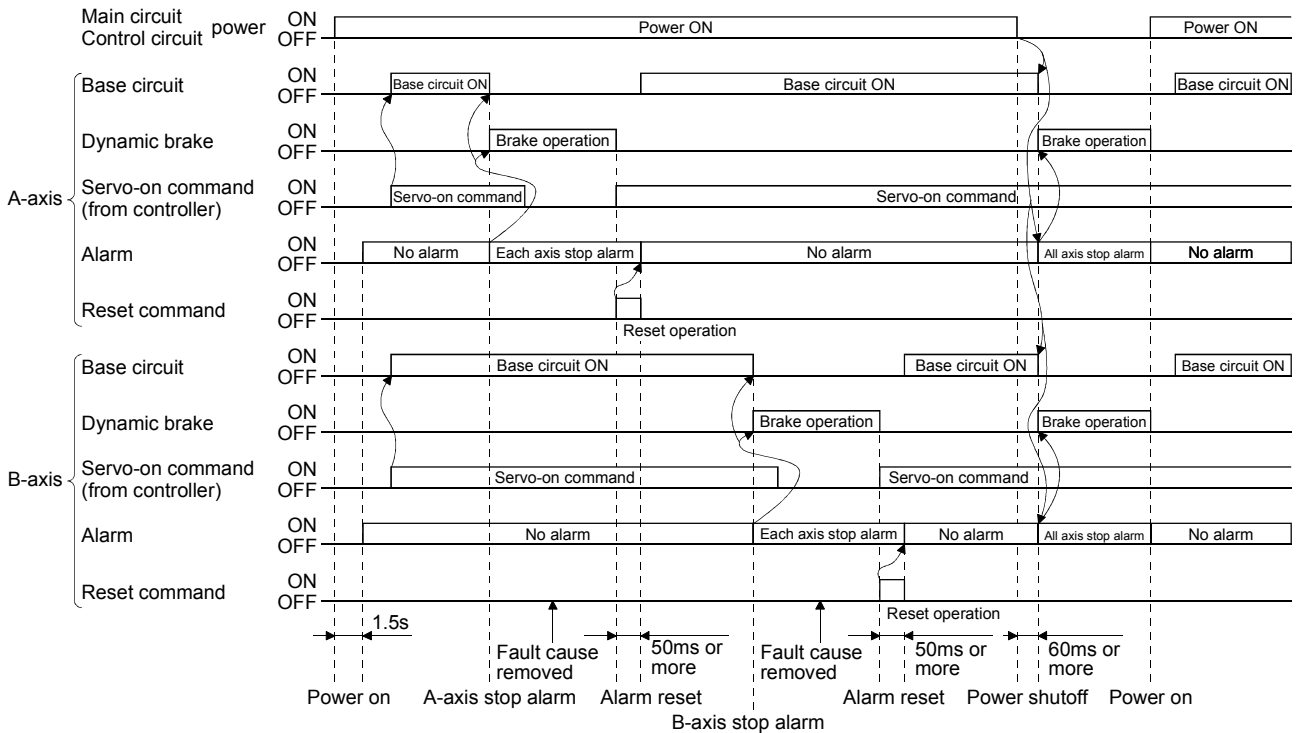 Main circuit
Control circuit power ON OFF Power ON Power ON
A-axis
Base circuit ON OFF Base circuit ON Base circuit ON Base circuit ON
Dynamic brake ON OFF Brake operation Brake operation
Servo-on command
(from controller) ON OFF Servo-on command Servo-on command
Alarm ON OFF No alarm Each axis stop alarm No alarm All axis stop alarm No alarm
Reset command ON OFF
Reset operation
B-axis
Base circuit ON OFF Base circuit ON Base circuit ON Base circuit ON
Dynamic brake ON OFF Brake operation Brake operation
Servo-on command
(from controller) ON OFF Servo-on command Servo-on command
Alarm ON OFF No alarm Each axis stop alarm No alarm All axis stop alarm No alarm
Reset command ON OFF
Reset operation
1.5s
Fault cause
removed
50ms or
more
Fault cause
removed
50ms or
more
60ms or
more
Power on A-axis stop alarm Alarm reset Alarm reset Power shutoff Power on
B-axis stop alarm